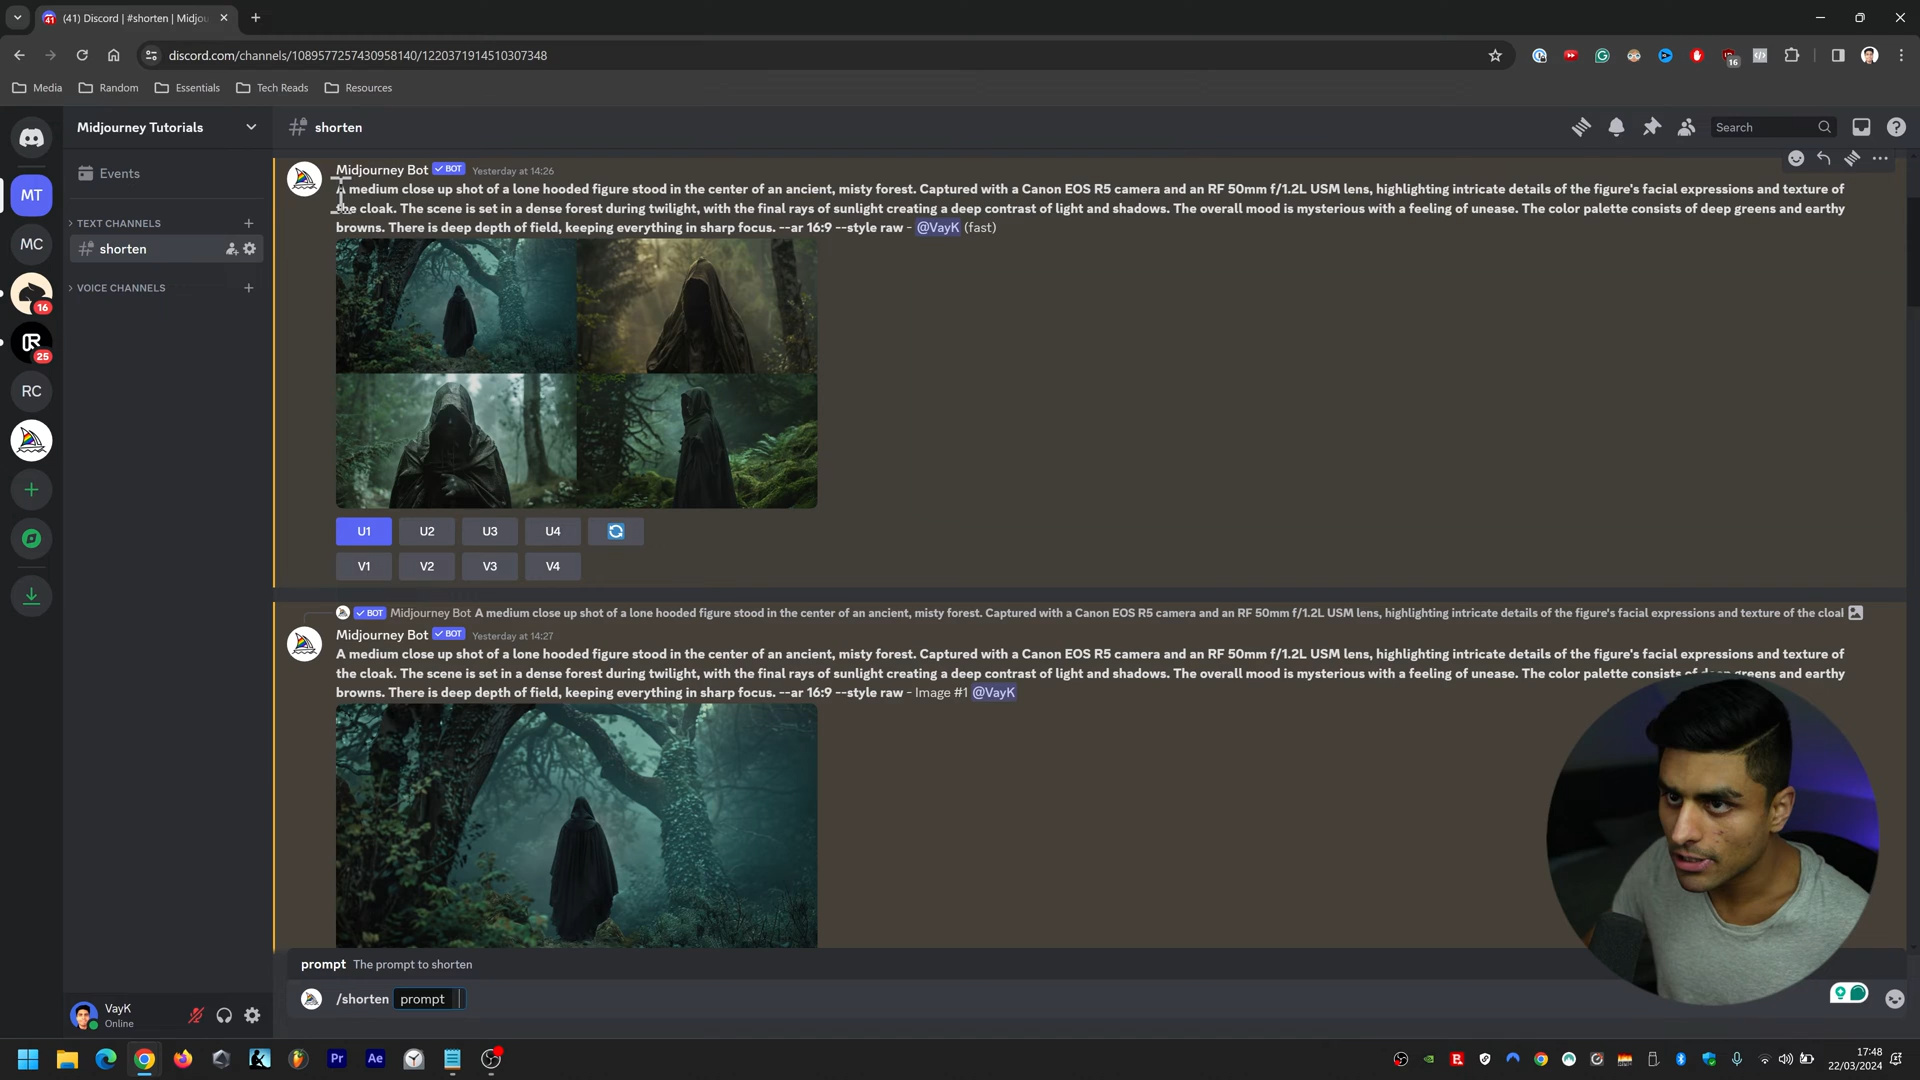 (41) Discord | #shorten | Midjou
discord.com/channels/1089577257430958140/1220371914510307348
16
Media
Random
Essentials
Tech Reads
Resources
Midjourney Tutorials
shorten
Search
Events
MT
TEXT CHANNELS
shorten
MC
VOICE CHANNELS
16
25
RC
Midjourney Bot BOT Yesterday at 14:26
A medium close up shot of a lone hooded figure stood in the center of an ancient, misty forest. Captured with a Canon EOS R5 camera and an RF 50mm f/1.2L USM lens, highlighting intricate details of the figure's facial expressions and texture of
the cloak. The scene is set in a dense forest during twilight, with the final rays of sunlight creating a deep contrast of light and shadows. The overall mood is mysterious with a feeling of unease. The color palette consists of deep greens and earthy
browns. There is deep depth of field, keeping everything in sharp focus. --ar 16:9 --style raw - @VayK (fast)
U1 U2 U3 U4
V1 V2 V3 V4
BOT Midjourney Bot A medium close up shot of a lone hooded figure stood in the center of an ancient, misty forest. Captured with a Canon EOS R5 camera and an RF 50mm f/1.2L USM lens, highlighting intricate details of the figure's facial expressions and texture of the cloal
Midjourney Bot BOT Yesterday at 14:27
A medium close up shot of a lone hooded figure stood in the center of an ancient, misty forest. Captured with a Canon EOS R5 camera and an RF 50mm f/1.2L USM lens, highlighting intricate details of the figure's facial expressions and texture of
the cloak. The scene is set in a dense forest during twilight, with the final rays of sunlight creating a deep contrast of light and shadows. The overall mood is mysterious with a feeling of unease. The color palette consists of deep greens and earthy
browns. There is deep depth of field, keeping everything in sharp focus. --ar 16:9 --style raw - Image #1 @VayK
prompt The prompt to shorten
/shorten prompt
VayK
Online
Pr
Ae
17:48
22/03/2024